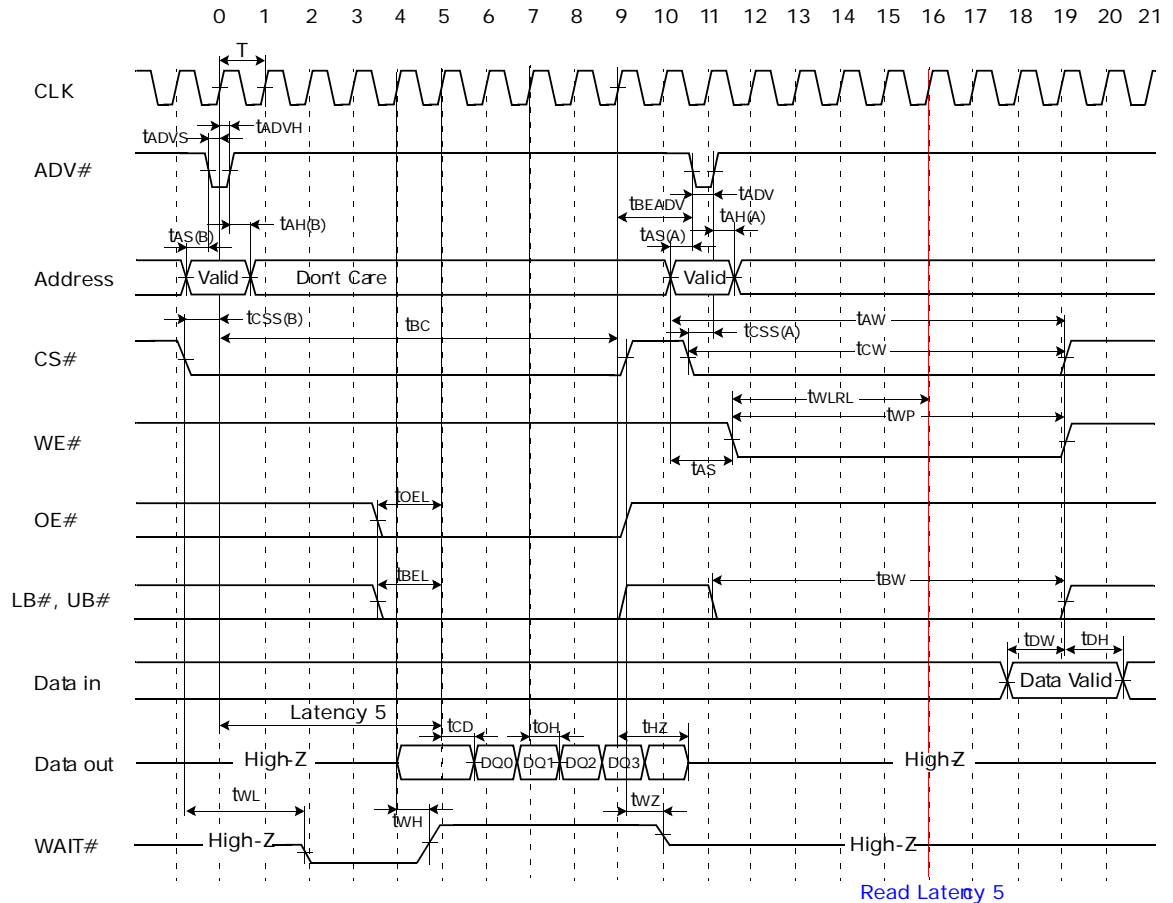 0 1 2 3 4 5 6 7 8 9 10 11 12 13 14 15 16 17 18 19 20 21
T
CLK
tADVH
tADVS
ADV#
tADV
tBEADV
tAH(B)
tAH(A)
tAS(B)
tAS(A)
Address
Valid
Don't Care
Valid
tCSS(B)
tBC
tAW
tCSS(A)
CS#
tCW
tWLRL
tWP
WE#
tAS
tOEL
OE#
tBEL
tBW
LB#, UB#
tDW
tDH
Data in
Data Valid
Latency 5
tCD
tOH
tHZ
Data out
High-Z
DQ0
DQ1
DQ2
DQ3
High-Z
tWL
tWH
tWZ
WAIT#
High-Z
High-Z
Read Latency 5